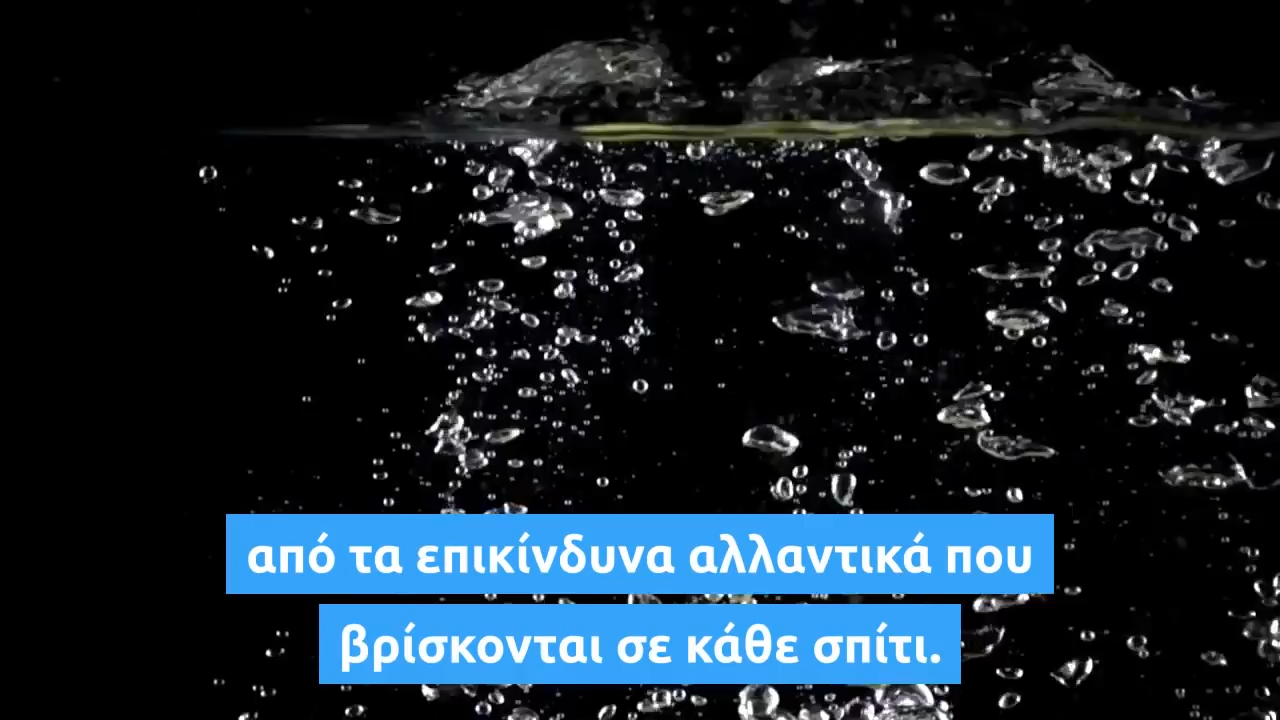 από τα επικίνδυνα αλλαντικά που
βρίσκονται σε κάθε σπίτι.